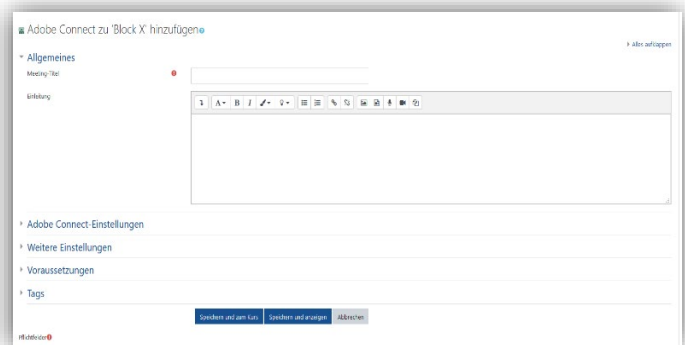 Adobe Connect zu 'Block X' hinzufügen
Alles aufklappen
Allgemeines
Meeting-Titel
Einleitung
Adobe Connect-Einstellungen
Weitere Einstellungen
Voraussetzungen
Tags
Speichern und zum Kurs Speichern und anzeigen Abbrechen
Pflichtfelder